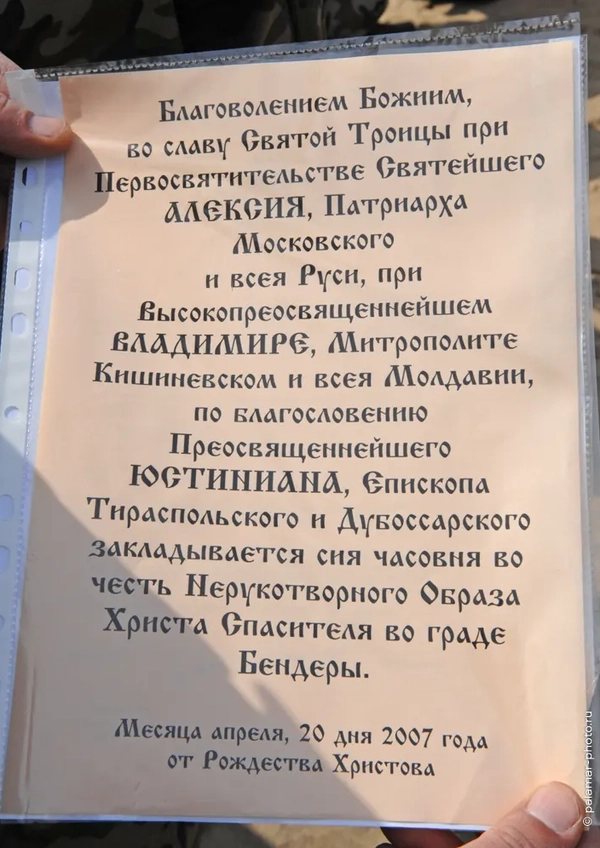 Благоволением Божиим,
во славу Святой Троицы при
Первосвятительстве Святейшего
АЛЕКСИЯ, Патриарха
Московского
и всея Руси, при
Высокопреосвященнейшем
ВЛАДИМИРЕ, Митрополите
Кишиневском и всея Молдавии,
по благословению
Преосвященнейшего
ЮСТИНИАНА, Епископа
Тираспольского и Дубоссарского
закладывается сия часовня во
честь Нерукотворного Образа
Христа Спасителя во граде
Бендеры.
Месяца апреля, 20 дня 2007 года
от Рождества Христова
© palamar-photo.ru